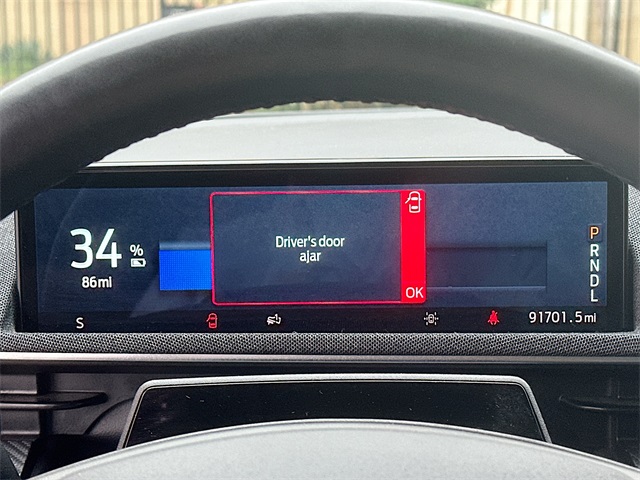 34 %
86mi
Driver's door
ajar
OK
P
R
N
D
L
S
91701.5mi